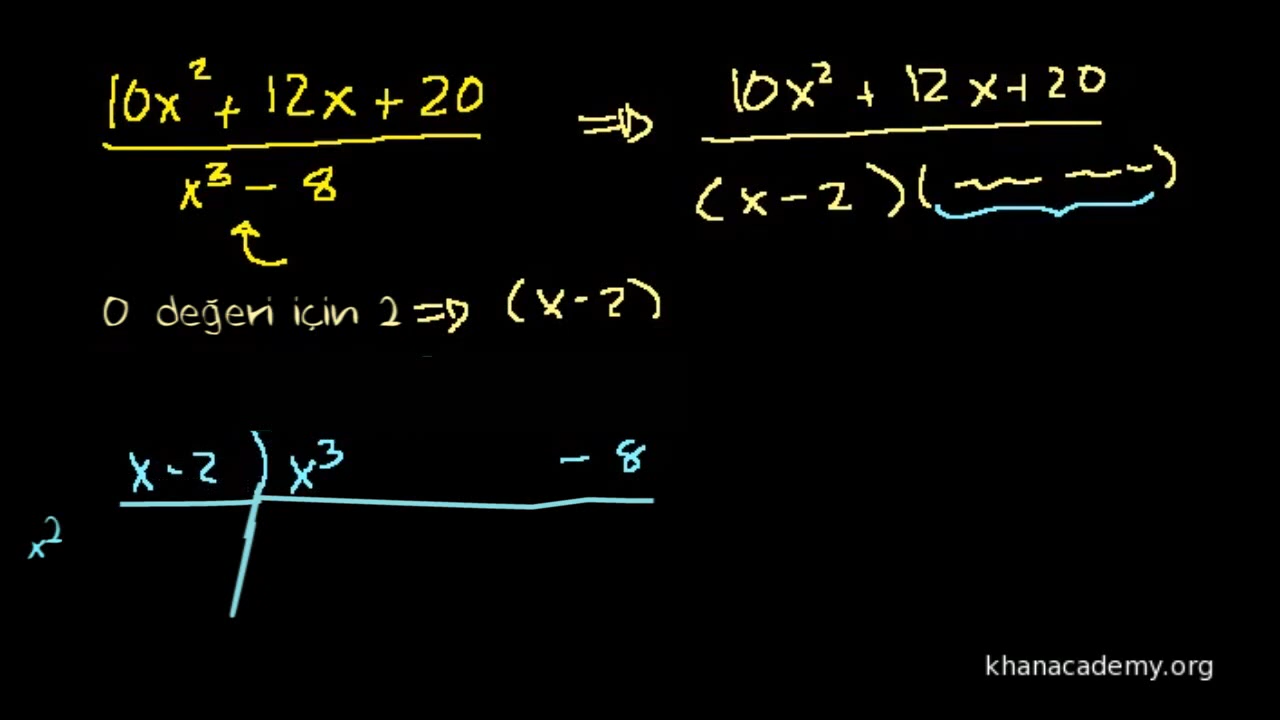 10x² + 12x + 20 ⇒ 10x² + 12x + 20
x³ - 8 (x - 2)( )
0 değeri için 2 ⇒ (x - 2)
x - 2 ) x³ - 8
x²
khanacademy.org